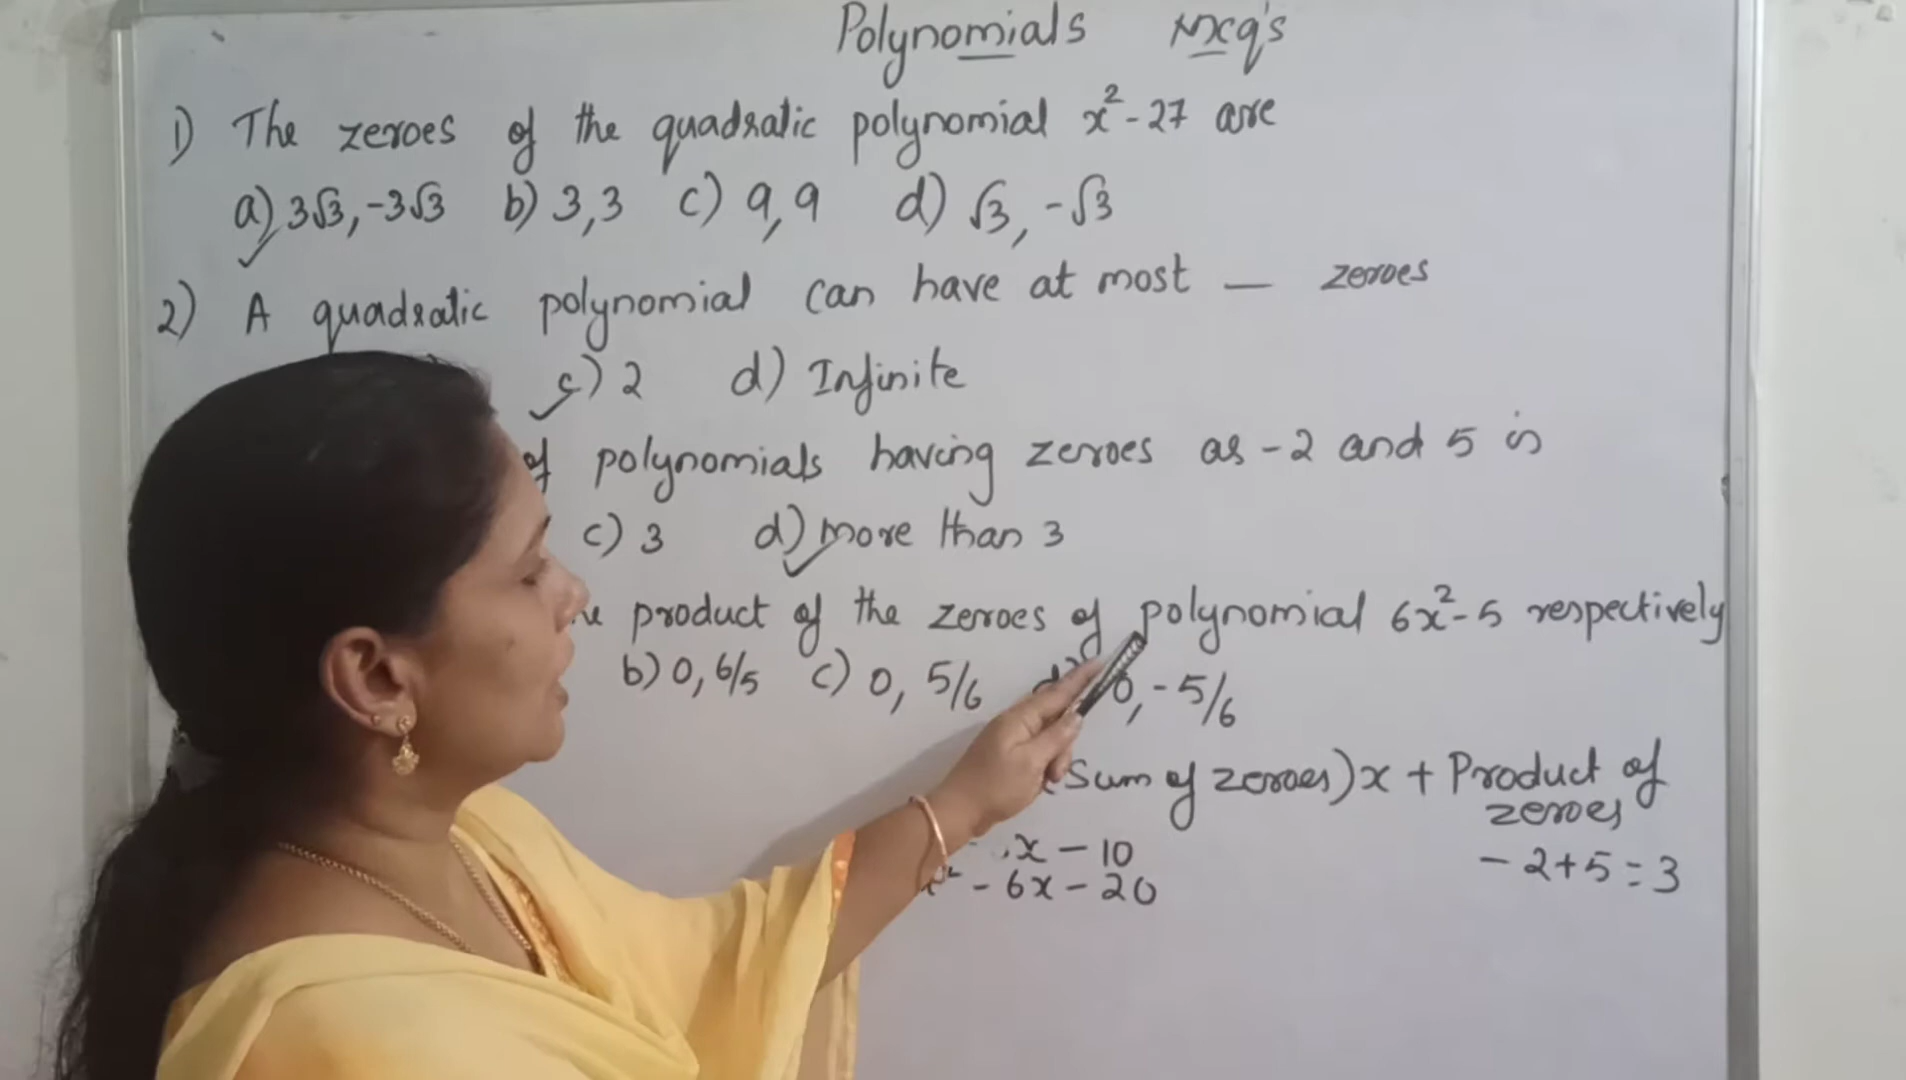 Polynomials MCQ's
1) The zeroes of the quadratic polynomial x² - 27 are
a) 3√3, -3√3 b) 3,3 c) 9,9 d) √3, -√3
2) A quadratic polynomial can have at most — zeroes
c) 2 d) Infinite
of polynomials having zeroes as -2 and 5 is
c) 3 d) more than 3
product of the zeroes of polynomial 6x² - 5 respectively
b) 0, 6/5 c) 0, 5/6 d) 0, -5/6
(Sum of zeroes)x + Product of
zeroes
x - 10
- 2 + 5 = 3
- 6x - 20